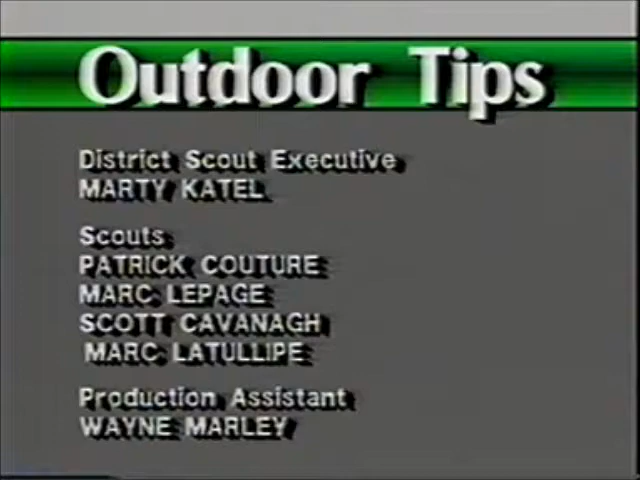 Outdoor Tips
District Scout Executive
MARTY KATEL
Scouts
PATRICK COUTURE
MARC LEPAGE
SCOTT CAVANAGH
MARC LATULLIPE
Production Assistant
WAYNE MARLEY